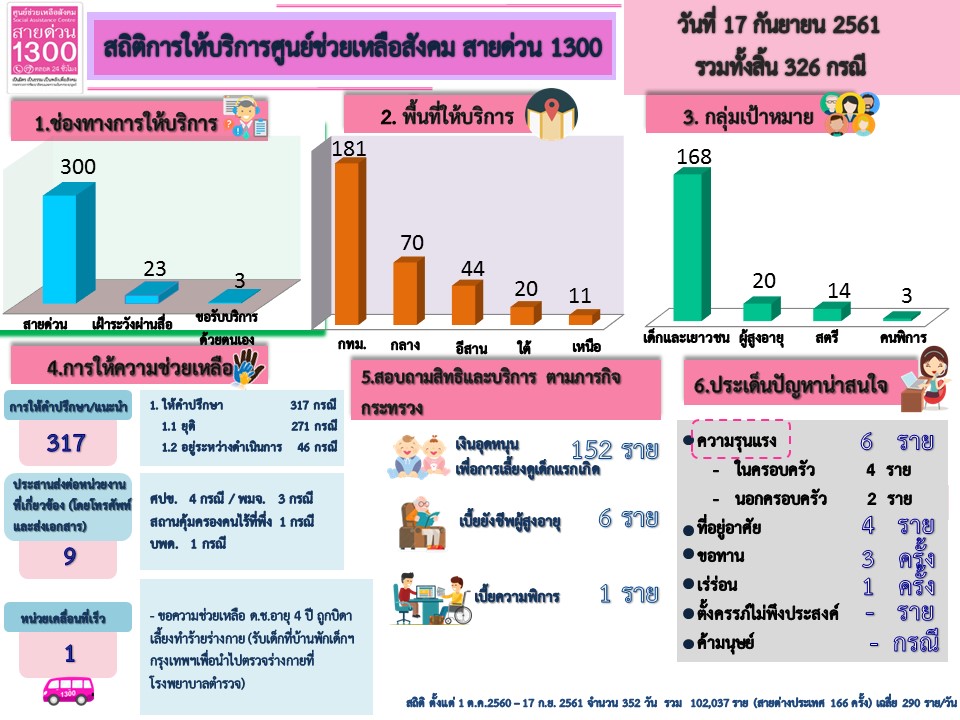 ศูนย์ช่วยเหลือสังคม
Social Assistance Centre
สายด่วน
1300
ตลอด 24 ชั่วโมง
สถิติการให้บริการศูนย์ช่วยเหลือสังคม สายด่วน 1300
วันที่ 17 กันยายน 2561
รวมทั้งสิ้น 326 กรณี
1.ช่องทางการให้บริการ
300
23
3
สายด่วน
เฝ้าระวังผ่านสื่อ
ขอรับบริการ
ด้วยตนเอง
2. พื้นที่ให้บริการ
181
70
44
20
11
กทม.
กลาง
อีสาน
ใต้
เหนือ
3. กลุ่มเป้าหมาย
168
20
14
3
เด็กและเยาวชน
ผู้สูงอายุ
สตรี
คนพิการ
4.การให้ความช่วยเหลือ
การให้คำปรึกษา/แนะนำ
317
1. ให้คำปรึกษา 317 กรณี
1.1 ยุติ 271 กรณี
1.2 อยู่ระหว่างดำเนินการ 46 กรณี
ประสานส่งต่อหน่วยงาน
ที่เกี่ยวข้อง (โดยโทรศัพท์
และส่งเอกสาร)
9
ศปข. 4 กรณี / พมจ. 3 กรณี
สถานคุ้มครองคนไร้ที่พึ่ง 1 กรณี
บพด. 1 กรณี
หน่วยเคลื่อนที่เร็ว
1
1300
- ขอความช่วยเหลือ ด.ช.อายุ 4 ปี ถูกบิดา
เลี้ยงทำร้ายร่างกาย (รับเด็กที่บ้านพักเด็กฯ
กรุงเทพฯเพื่อนำไปตรวจร่างกายที่
โรงพยาบาลตำรวจ)
5.สอบถามสิทธิและบริการ ตามภารกิจ
กระทรวง
เงินอุดหนุน
เพื่อการเลี้ยงดูเด็กแรกเกิด
152 ราย
เบี้ยยังชีพผู้สูงอายุ 6 ราย
เบี้ยความพิการ 1 ราย
6.ประเด็นปัญหาน่าสนใจ
ความรุนแรง 6 ราย
- ในครอบครัว 4 ราย
- นอกครอบครัว 2 ราย
ที่อยู่อาศัย 4 ราย
ขอทาน 3 ครั้ง
เร่ร่อน 1 ครั้ง
ตั้งครรภ์ไม่พึงประสงค์ - ราย
ค้ามนุษย์ - กรณี
สถิติ ตั้งแต่ 1 ต.ค.2560 – 17 ก.ย. 2561 จำนวน 352 วัน รวม 102,037 ราย (สายต่างประเทศ 166 ครั้ง) เฉลี่ย 290 ราย/วัน